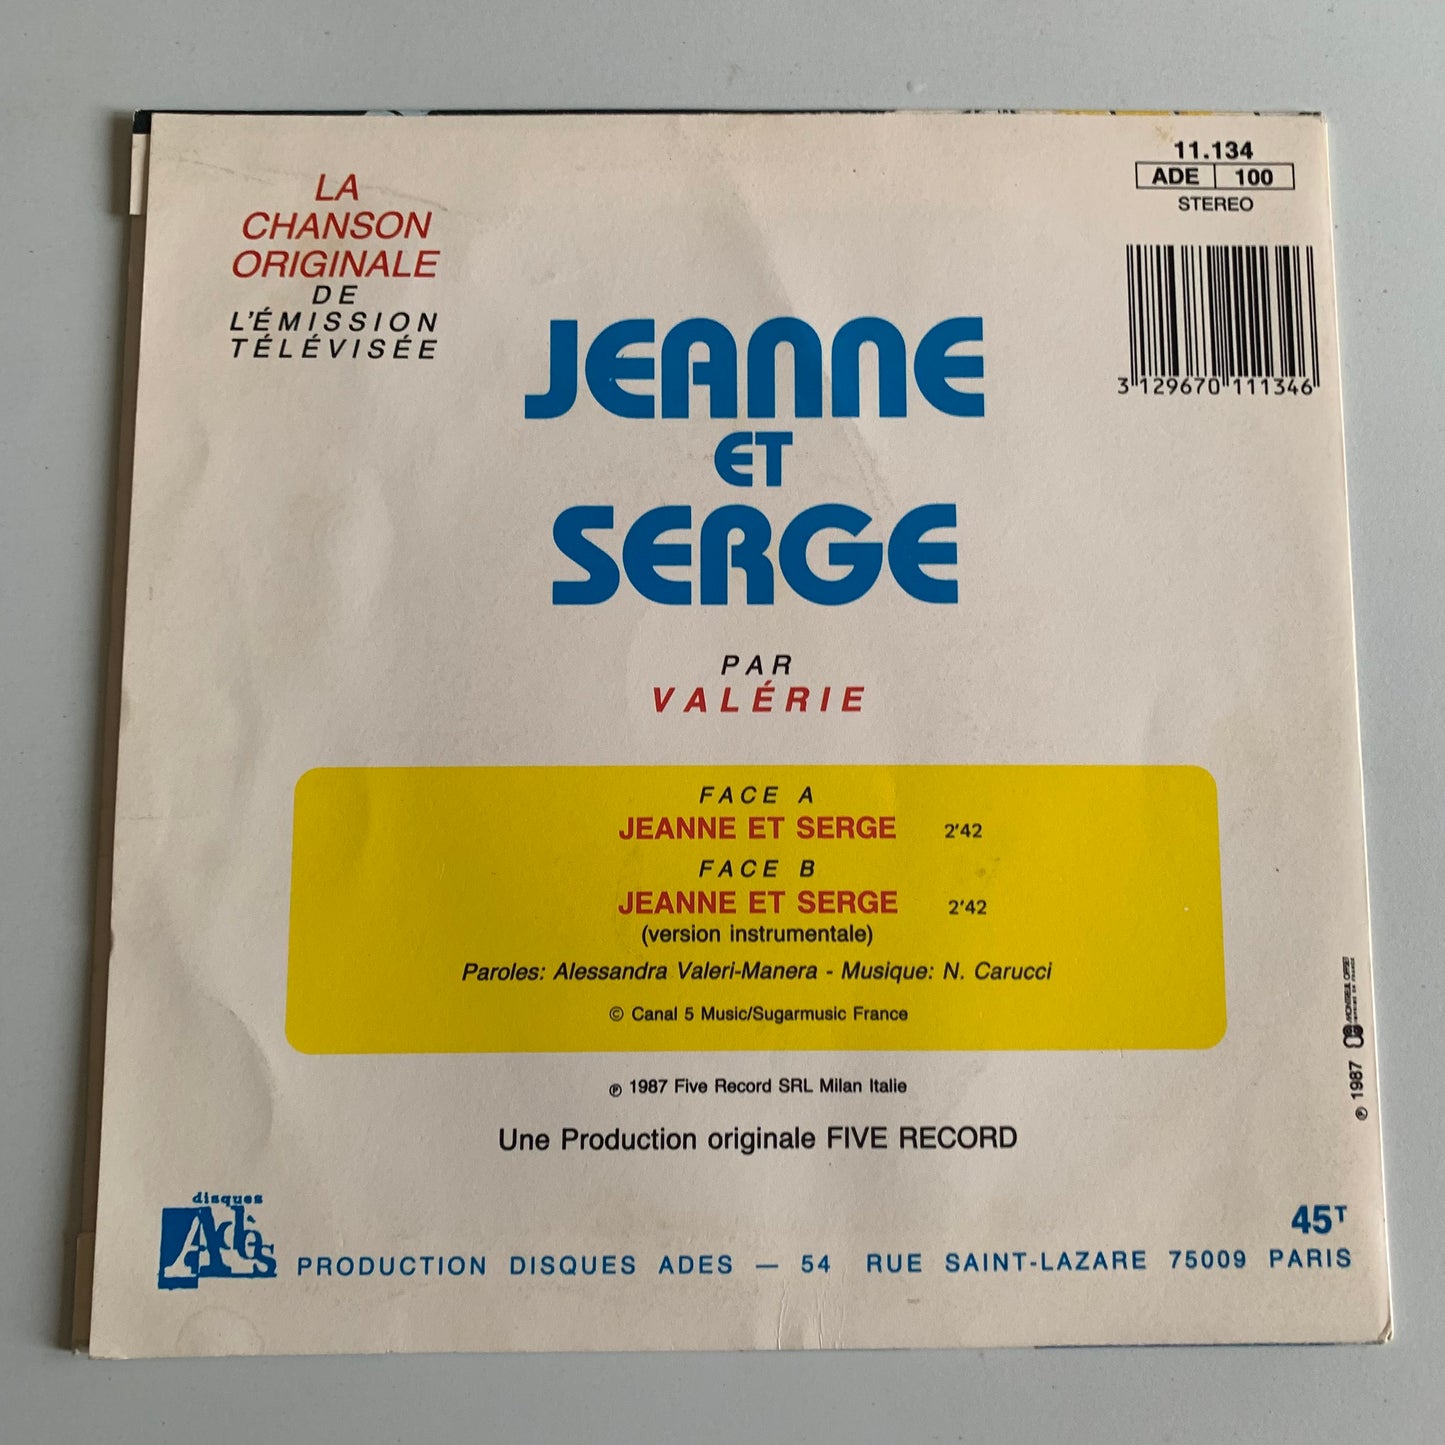 11.134
ADE 100
STEREO
3 129670 111346
LA
CHANSON
ORIGINALE
DE
L'ÉMISSION
TÉLÉVISÉE
JEANNE
ET
SERGE
PAR
VALÉRIE
FACE A
JEANNE ET SERGE 2'42
FACE B
JEANNE ET SERGE 2'42
(version instrumentale)
Paroles: Alessandra Valeri-Manera - Musique: N. Carucci
© Canal 5 Music/Sugarmusic France
℗ 1987 Five Record SRL Milan Italie
Une Production originale FIVE RECORD
℗ 1987
MONTREUIL OFFSET
disques
Adès
45T
PRODUCTION DISQUES ADES — 54 RUE SAINT-LAZARE 75009 PARIS